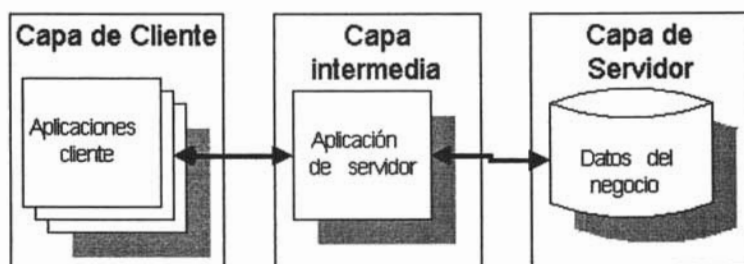 Capa de Cliente
Aplicaciones
cliente
Capa
intermedia
Aplicación
de servidor
Capa de
Servidor
Datos del
negocio